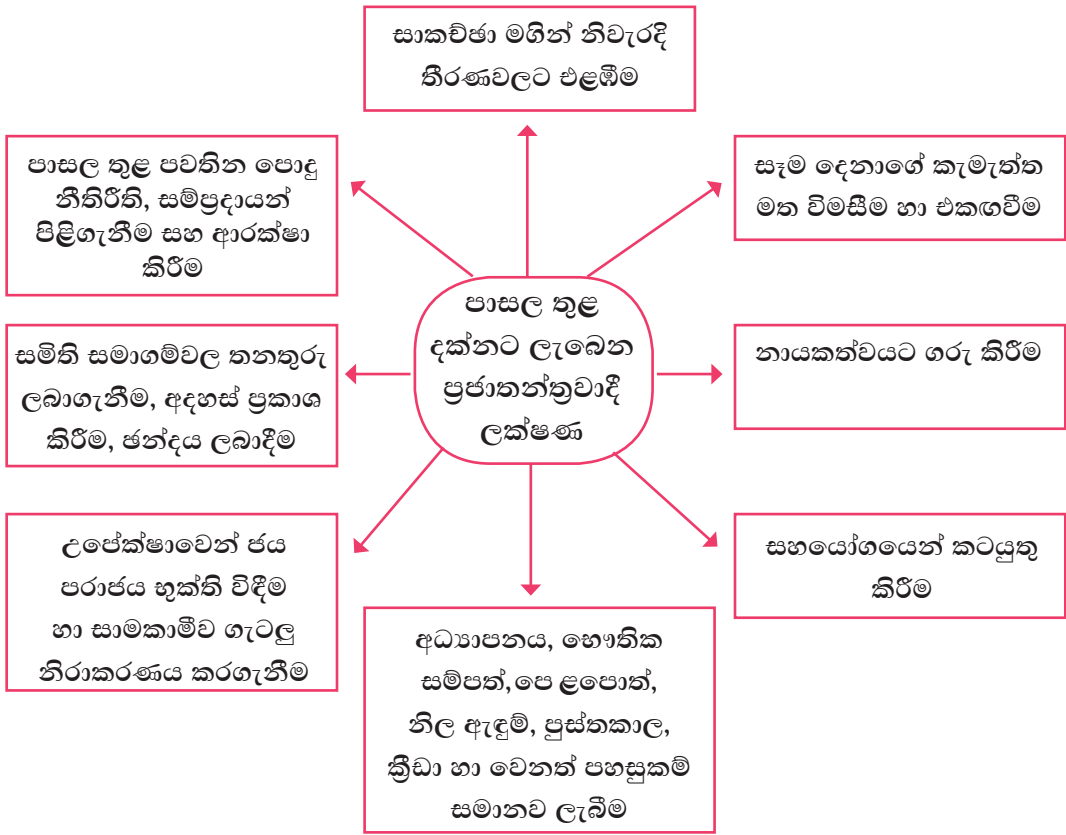 සාකච්ඡා මගින් නිවැරදි
තීරණවලට එළඹීම
පාසල තුළ පවතින පොදු
නීතිරීති, සම්ප්‍රදායන්
පිළිගැනීම සහ ආරක්ෂා
කිරීම
සෑම දෙනාගේ කැමැත්ත
මත විමසීම හා එකඟවීම
පාසල තුළ
දක්නට ලැබෙන
ප්‍රජාතන්ත්‍රවාදී
ලක්ෂණ
සමිති සමාගම්වල තනතුරු
ලබාගැනීම, අදහස් ප්‍රකාශ
කිරීම, ඡන්දය ලබාදීම
නායකත්වයට ගරු කිරීම
උපේක්ෂාවෙන් ජය
පරාජය භුක්ති විඳීම
හා සාමකාමීව ගැටලු
නිරාකරණය කරගැනීම
සහයෝගයෙන් කටයුතු
කිරීම
අධ්‍යාපනය, භෞතික
සම්පත්,පෙ ළපොත්,
නිල ඇඳුම්, පුස්තකාල,
ක්‍රීඩා හා වෙනත් පහසුකම්
සමානව ලැබීම